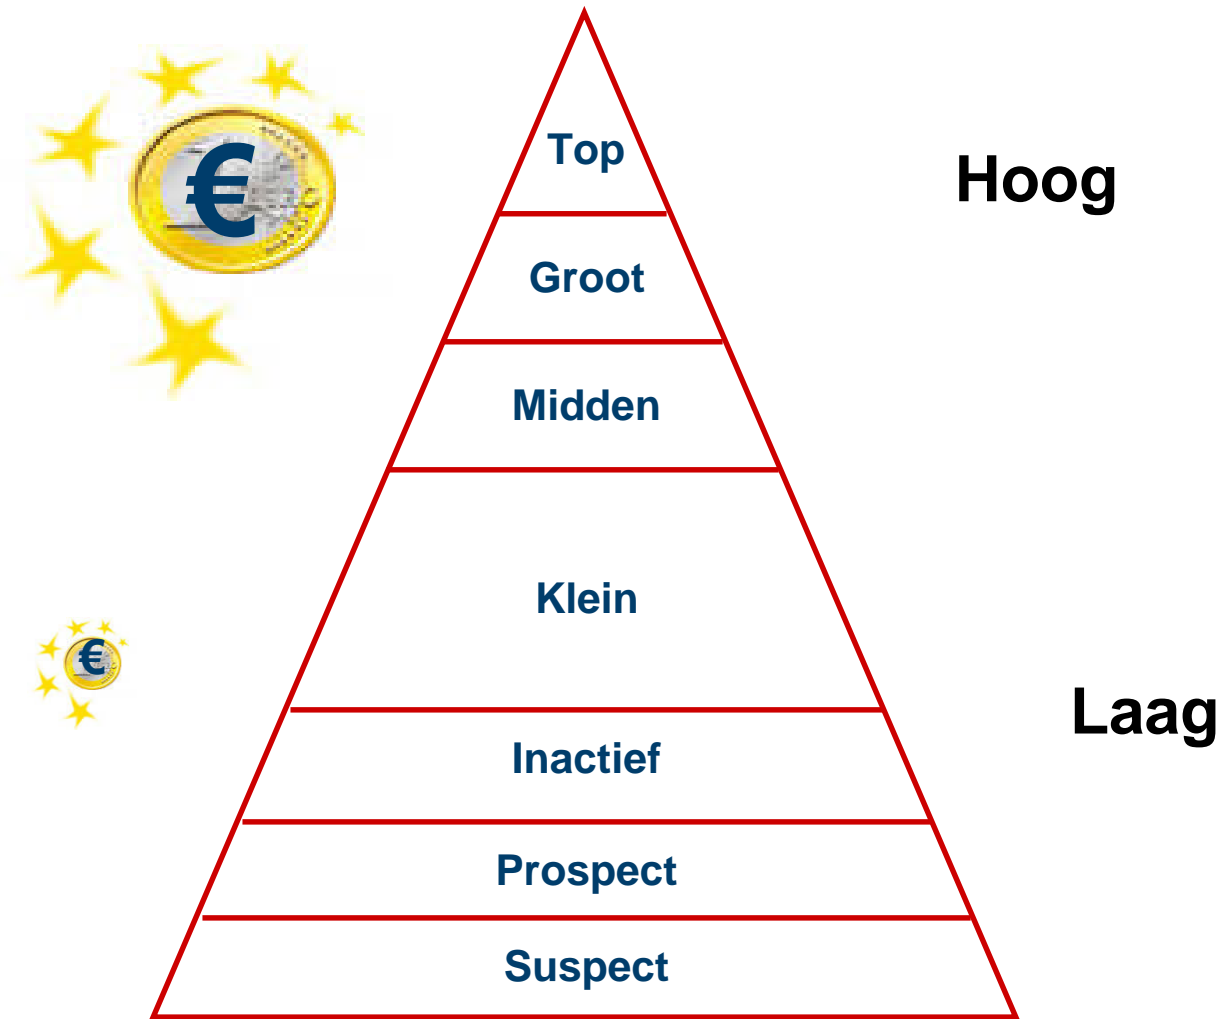 Top
Hoog
€
Groot
Midden
Klein
€
Laag
Inactief
Prospect
Suspect